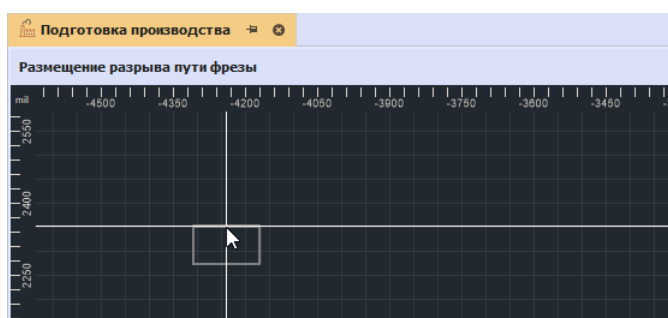 Подготовка производства
Размещение разрыва пути фрезы
mil -4500 -4350 -4200 -4050 -3900 -3750 -3600 -3450
2550
2400
2250